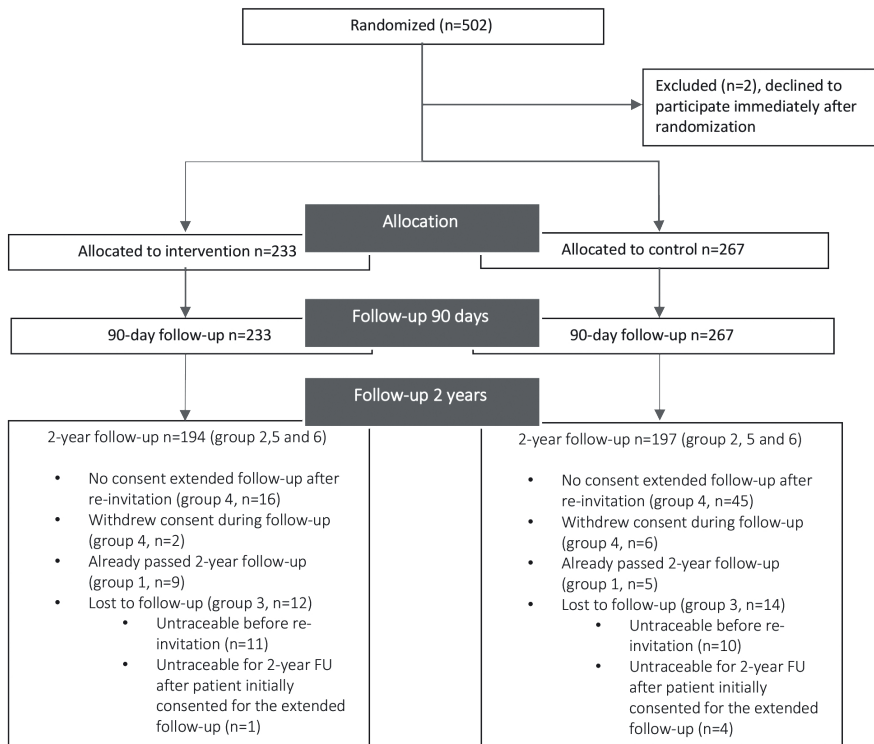 Randomized (n=502)
Excluded (n=2), declined to
participate immediately after
randomization
Allocation
Allocated to intervention n=233
Allocated to control n=267
Follow-up 90 days
90-day follow-up n=233
90-day follow-up n=267
Follow-up 2 years
2-year follow-up n=194 (group 2,5 and 6)
• No consent extended follow-up after
re-invitation (group 4, n=16)
• Withdrew consent during follow-up
(group 4, n=2)
• Already passed 2-year follow-up
(group 1, n=9)
• Lost to follow-up (group 3, n=12)
• Untraceable before re-
invitation (n=11)
• Untraceable for 2-year FU
after patient initially
consented for the extended
follow-up (n=1)
2-year follow-up n=197 (group 2, 5 and 6)
• No consent extended follow-up after
re-invitation (group 4, n=45)
• Withdrew consent during follow-up
(group 4, n=6)
• Already passed 2-year follow-up
(group 1, n=5)
• Lost to follow-up (group 3, n=14)
• Untraceable before re-
invitation (n=10)
• Untraceable for 2-year FU
after patient initially
consented for the extended
follow-up (n=4)